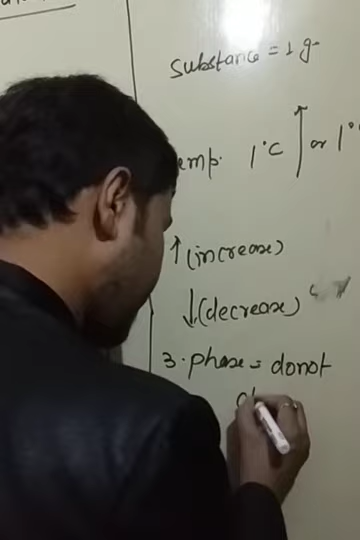 Substance = 1 g
emp. 1°C ↑ or 1°
↑ (increase)
↓ (decrease)
3. phase = donot